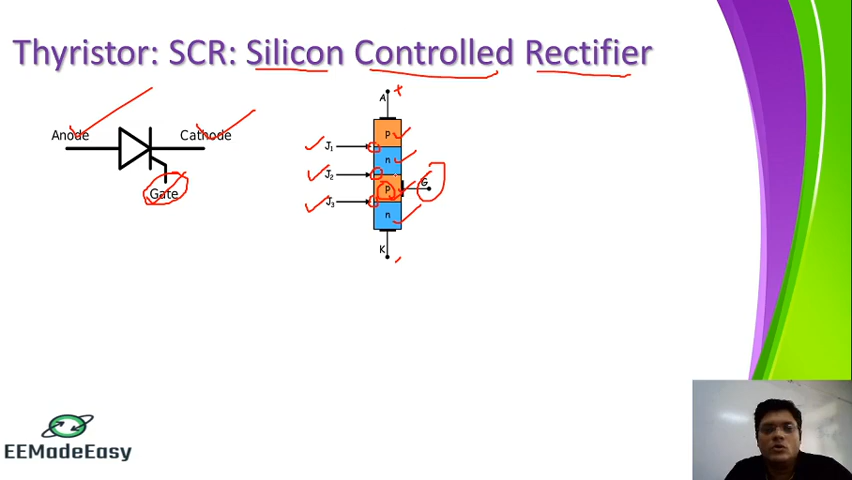 Thyristor: SCR: Silicon Controlled Rectifier
Anode
Cathode
Gate
A
+
P
J1
n
J2
P
G
J3
n
K
EEMadeEasy